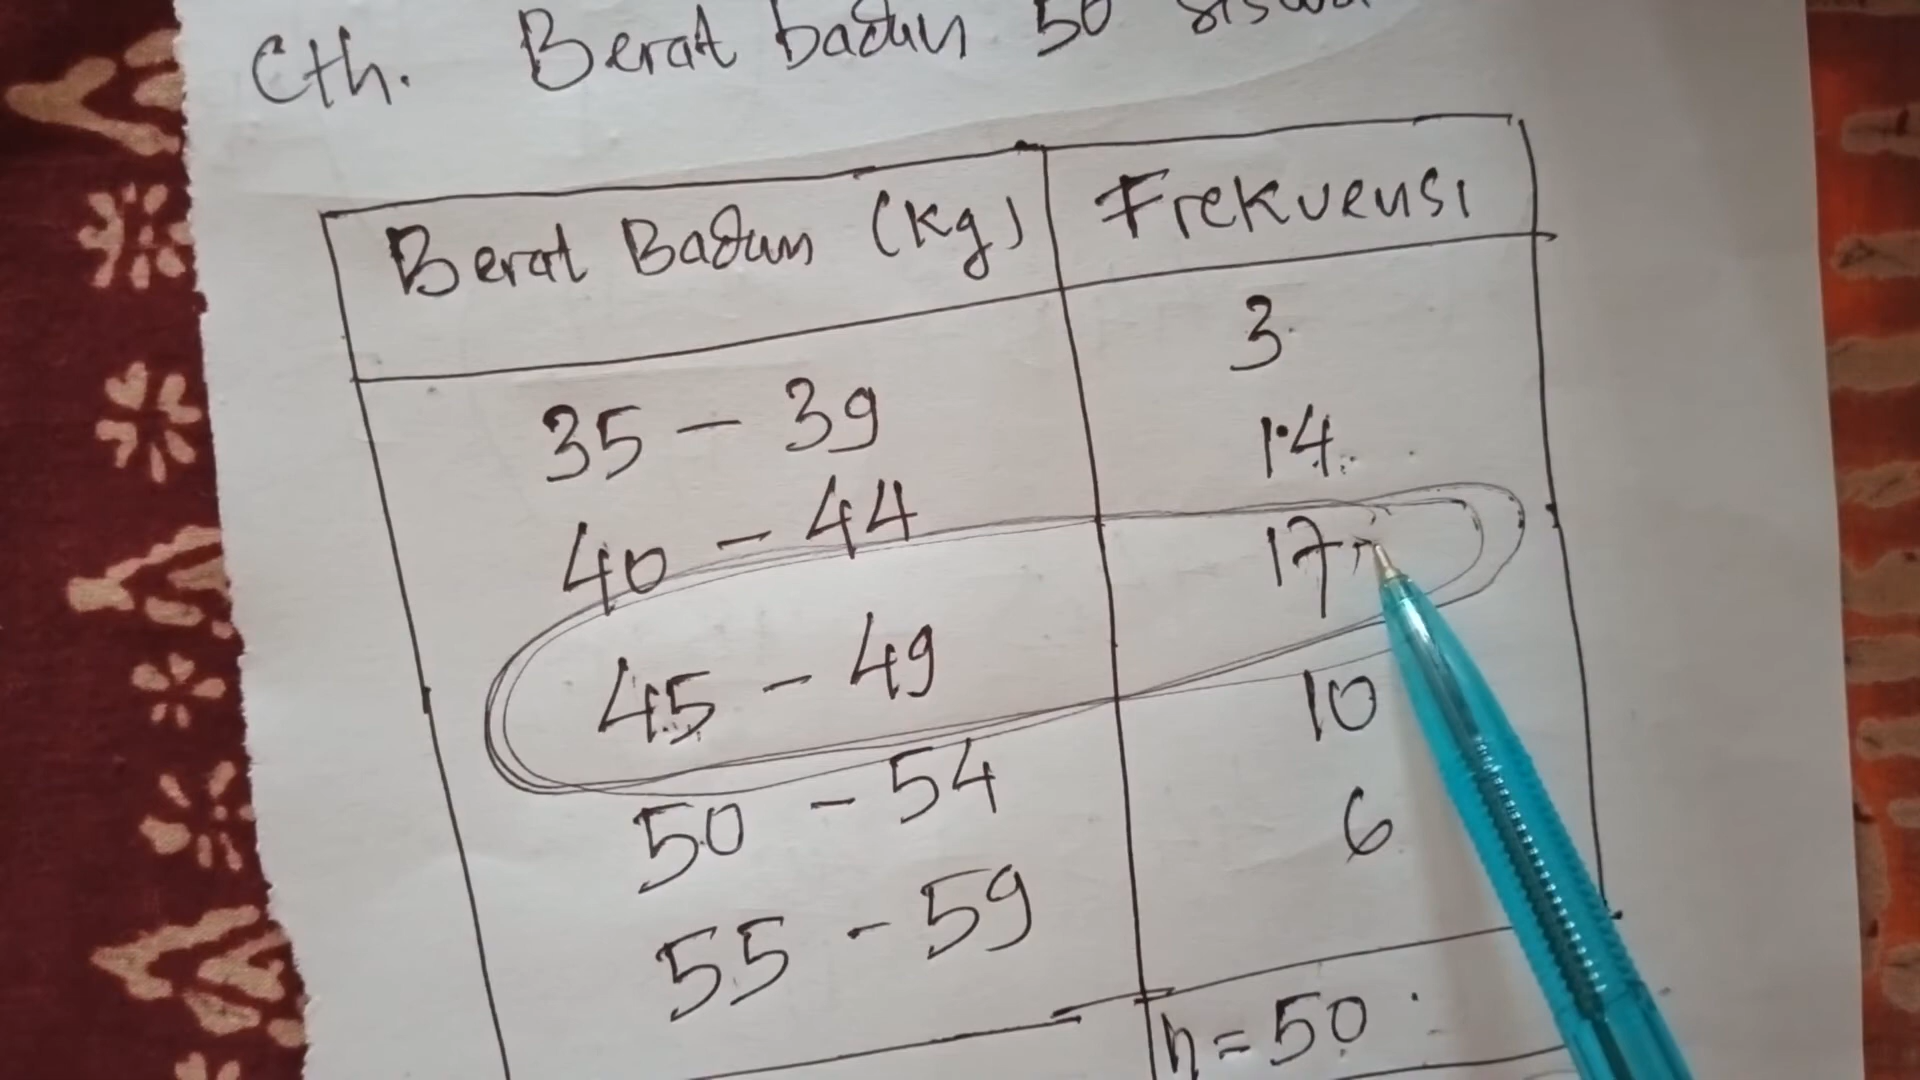 Cth. Berat badan 50 siswa
Berat Badan (Kg) Frekuensi
35 - 39 3
40 - 44 14
45 - 49 17
50 - 54 10
55 - 59 6
n = 50